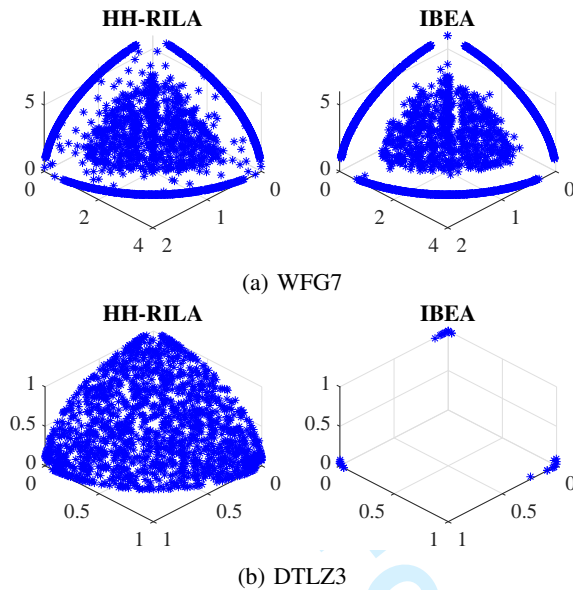 HH-RILA IBEA
5 5
0 0
0 0 0 0
2 1 2 1
4 2 4 2
(a) WFG7
HH-RILA IBEA
1 1
0.5 0.5
0 0
0 0 0 0
0.5 0.5 0.5 0.5
1 1 1 1
(b) DTLZ3